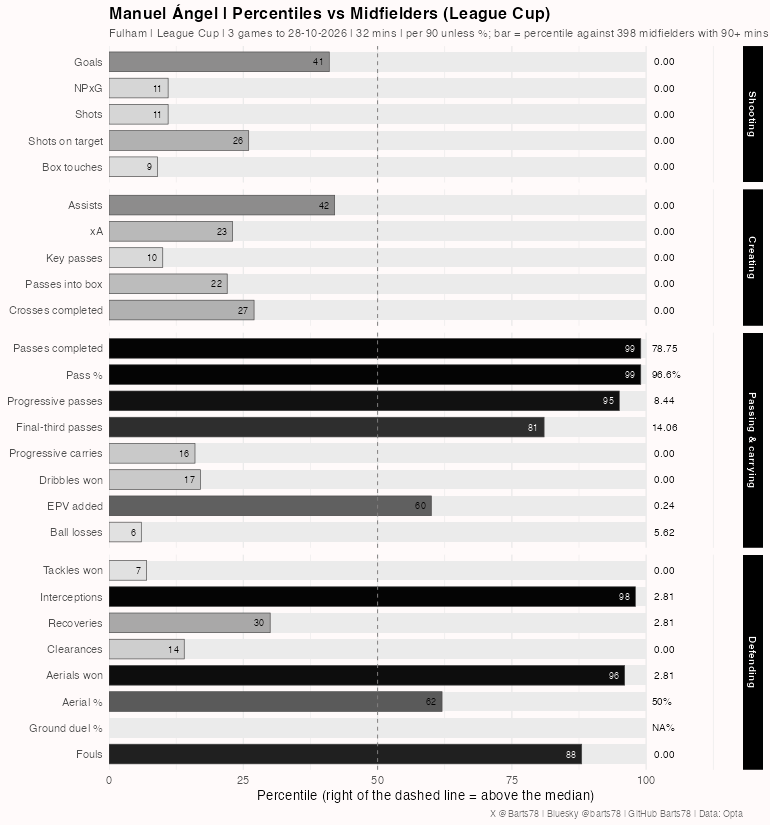 Manuel Ángel | Percentiles vs Midfielders (League Cup)
Fulham | League Cup | 3 games to 28-10-2026 | 32 mins | per 90 unless %; bar = percentile against 398 midfielders with 90+ mins
Goals 41 0.00
NPxG 11 0.00
Shots 11 0.00
Shots on target 26 0.00
Box touches 9 0.00
Shooting
Assists 42 0.00
xA 23 0.00
Key passes 10 0.00
Passes into box 22 0.00
Crosses completed 27 0.00
Creating
Passes completed 99 78.75
Pass % 99 96.6%
Progressive passes 95 8.44
Final-third passes 81 14.06
Progressive carries 16 0.00
Dribbles won 17 0.00
EPV added 60 0.24
Ball losses 6 5.62
Passing & carrying
Tackles won 7 0.00
Interceptions 98 2.81
Recoveries 30 2.81
Clearances 14 0.00
Aerials won 96 2.81
Aerial % 62 50%
Ground duel % NA%
Fouls 88 0.00
Defending
0 25 50 75 100
Percentile (right of the dashed line = above the median)
X @Barts78 | Bluesky @barts78 | GitHub Barts78 | Data: Opta